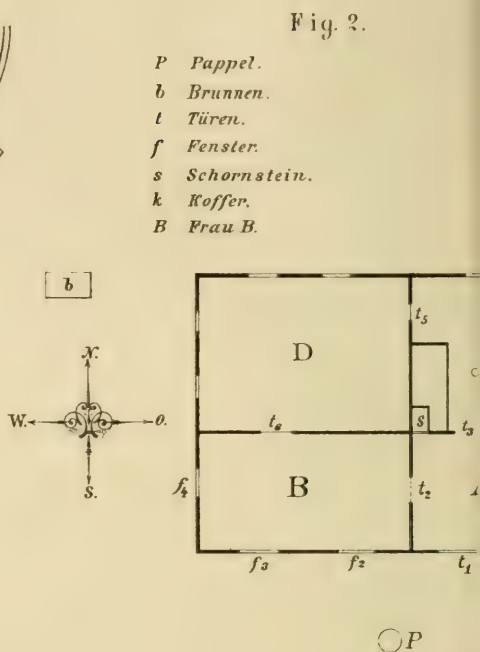 Fig. 2.
P Pappel.
b Brunnen.
t Türen.
f Fenster.
s Schornstein.
k Koffer.
B Frau B.
b
N.
W. O.
S.
t5
D
s t3
t6
B
f4 t2
f3 f2 t1
P